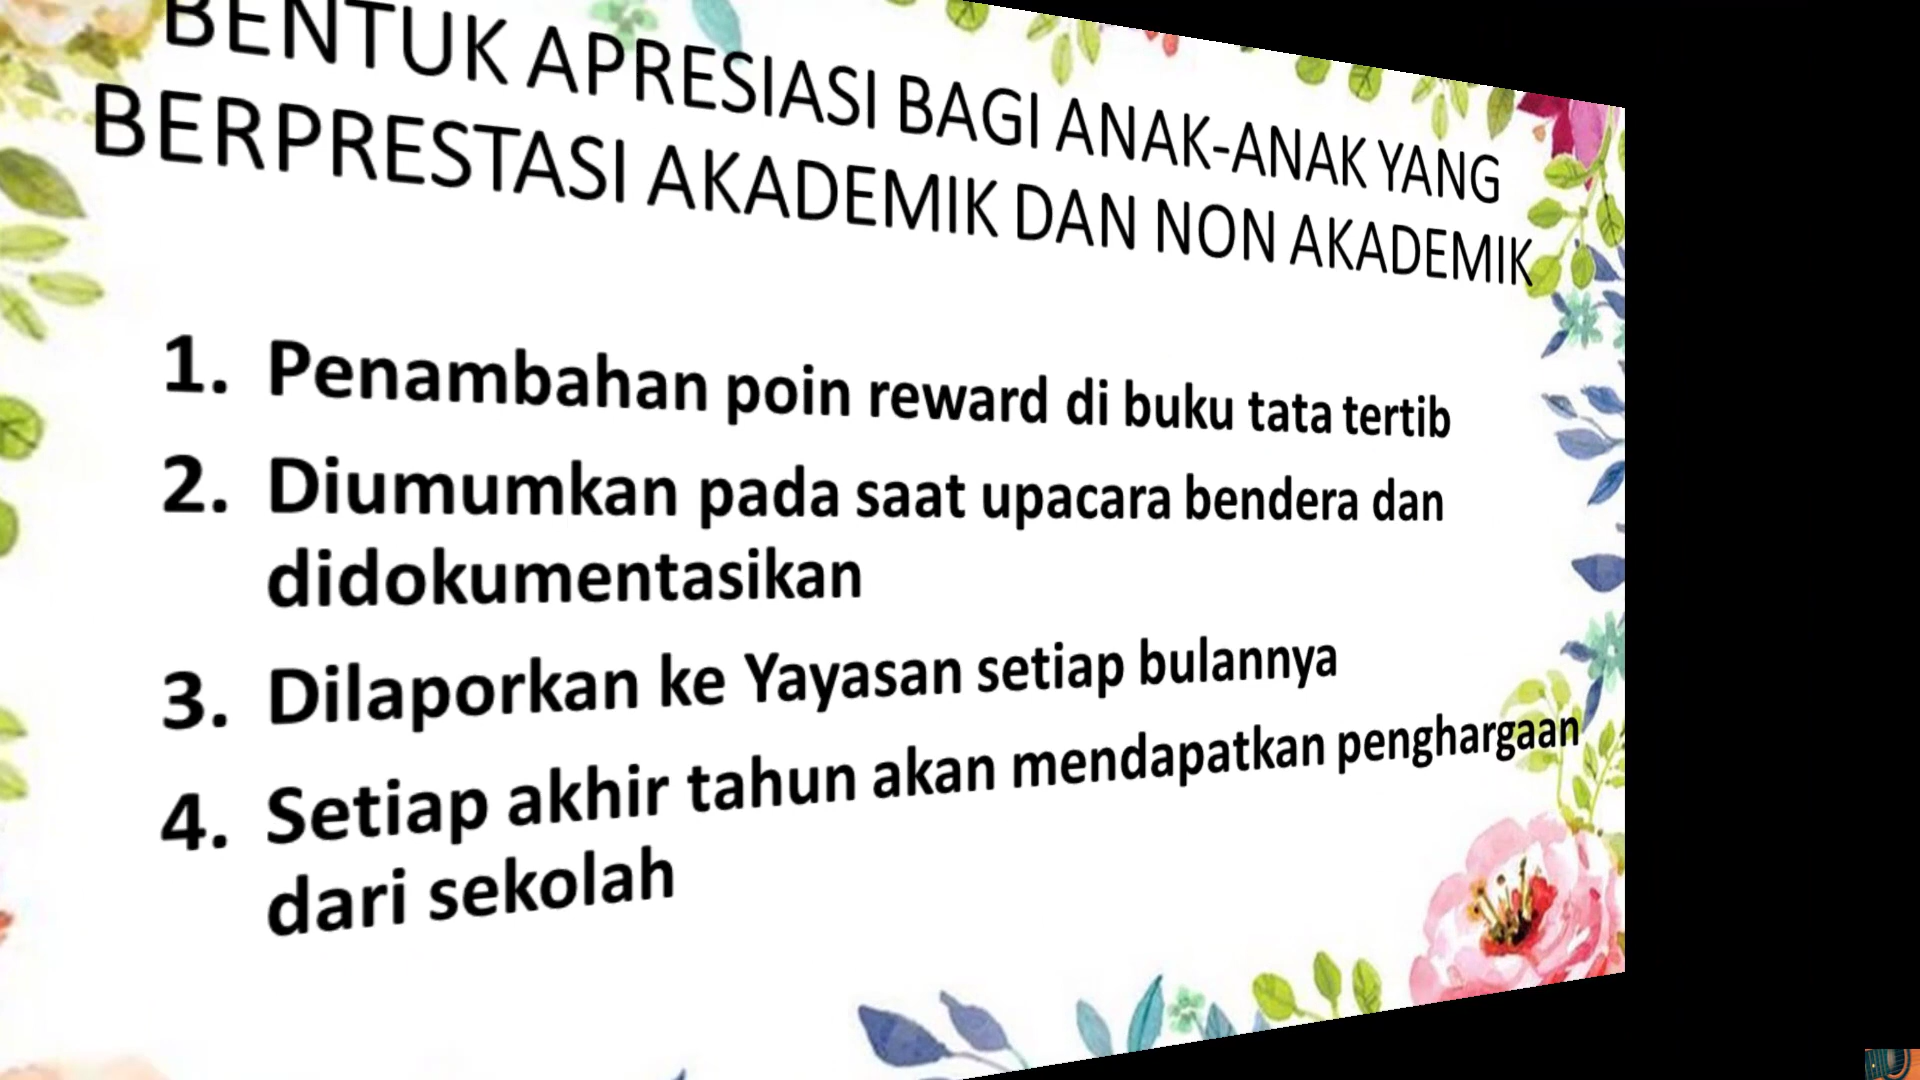 BENTUK APRESIASI BAGI ANAK-ANAK YANG
BERPRESTASI AKADEMIK DAN NON AKADEMIK
1. Penambahan poin reward di buku tata tertib
2. Diumumkan pada saat upacara bendera dan
didokumentasikan
3. Dilaporkan ke Yayasan setiap bulannya
4. Setiap akhir tahun akan mendapatkan penghargaan
dari sekolah